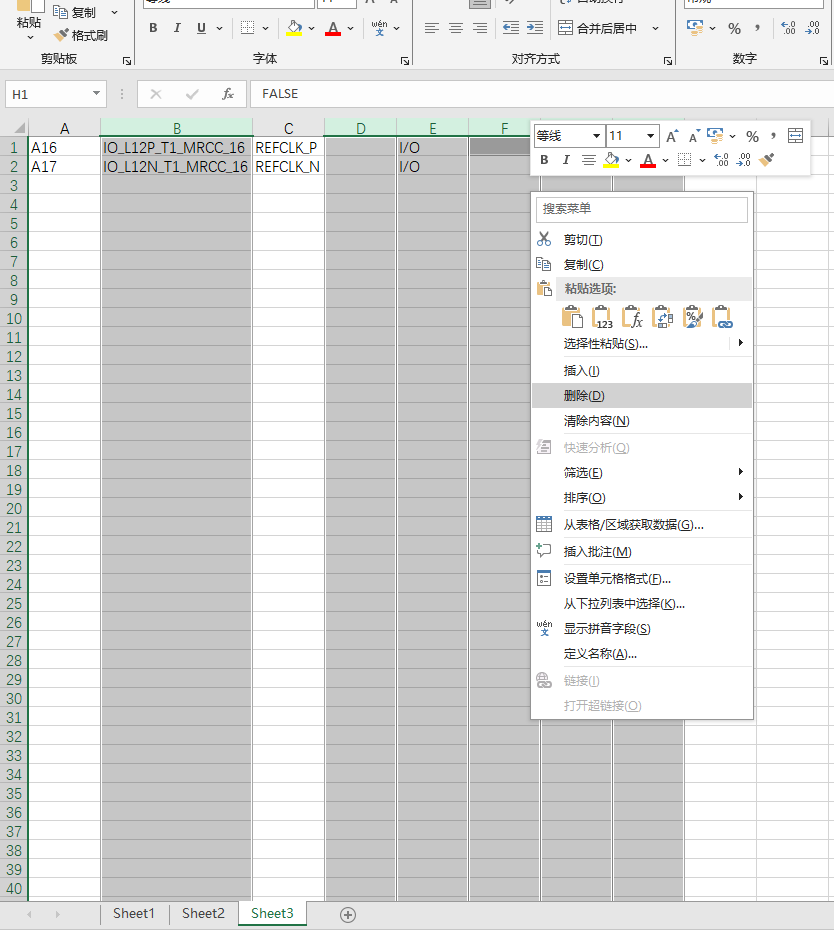 复制
粘贴
格式刷
剪贴板
B I U
wén
文
字体
合并后居中
对齐方式
%
数字
H1
fx
FALSE
A B C D E F
1 A16 IO_L12P_T1_MRCC_16 REFCLK_P I/O
2 A17 IO_L12N_T1_MRCC_16 REFCLK_N I/O
3
4
5
6
7
8
9
10
11
12
13
14
15
16
17
18
19
20
21
22
23
24
25
26
27
28
29
30
31
32
33
34
35
36
37
38
39
40
等线 11 A A %
B I A
搜索菜单
剪切(T)
复制(C)
粘贴选项:
123 fx %
选择性粘贴(S)...
插入(I)
删除(D)
清除内容(N)
快速分析(Q)
筛选(E)
排序(O)
从表格/区域获取数据(G)...
插入批注(M)
设置单元格格式(F)...
从下拉列表中选择(K)...
wén
文
显示拼音字段(S)
定义名称(A)...
链接(I)
打开超链接(O)
Sheet1 Sheet2 Sheet3